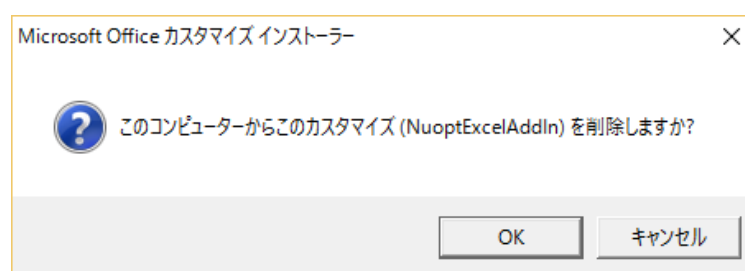 Microsoft Office カスタマイズ インストーラー
このコンピューターからこのカスタマイズ (NuoptExcelAddIn) を削除しますか?
OK
キャンセル